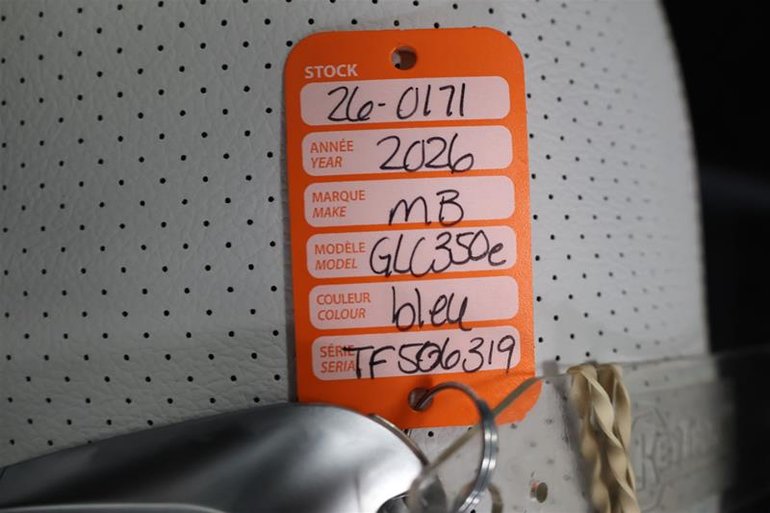 STOCK
26-0171
ANNÉE
YEAR
2026
MARQUE
MAKE
MB
MODÈLE
MODEL
GLC350e
COULEUR
COLOUR
bleu
SÉRIE
SERIAL
TF506319